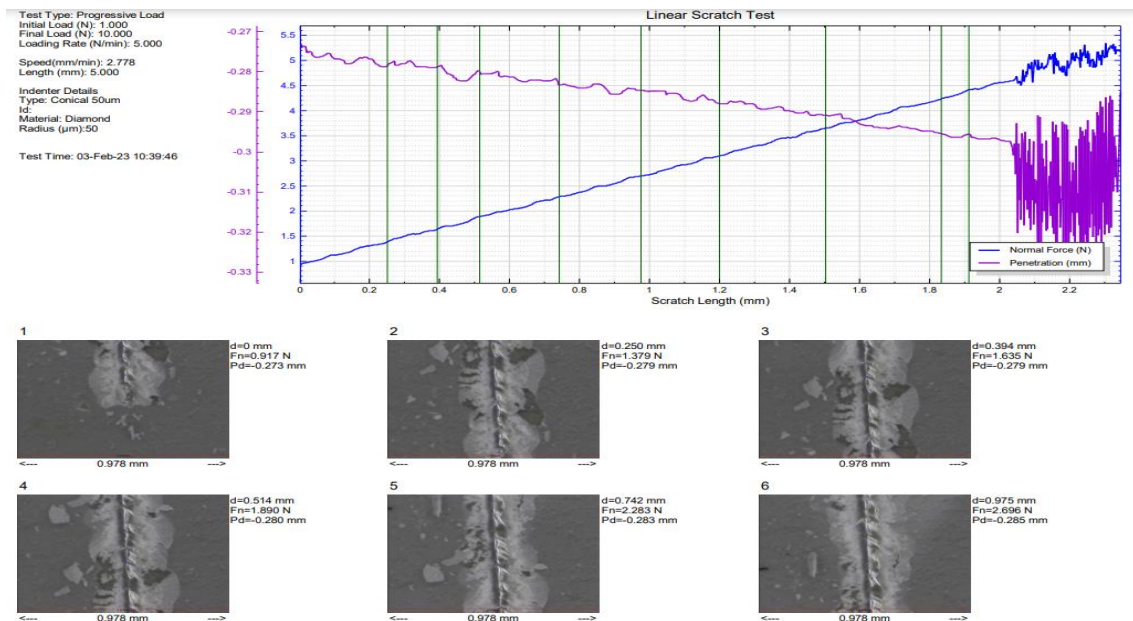 Test Type: Progressive Load
Initial Load (N): 1.000
Final Load (N): 10.000
Loading Rate (N/min): 5.000
Speed(mm/min): 2.778
Length (mm): 5.000
Indenter Details
Type: Conical 50um
Id:
Material: Diamond
Radius (µm):50
Test Time: 03-Feb-23 10:39:46
Linear Scratch Test
-0.27
-0.28
-0.29
-0.3
-0.31
-0.32
-0.33
5.5
5
4.5
4
3.5
3
2.5
2
1.5
1
Normal Force (N)
Penetration (mm)
0 0.2 0.4 0.6 0.8 1 1.2 1.4 1.6 1.8 2 2.2
Scratch Length (mm)
1
d=0 mm
Fn=0.917 N
Pd=-0.273 mm
<--- 0.978 mm --->
2
d=0.250 mm
Fn=1.379 N
Pd=-0.279 mm
<--- 0.978 mm --->
3
d=0.394 mm
Fn=1.635 N
Pd=-0.279 mm
<--- 0.978 mm --->
4
d=0.514 mm
Fn=1.890 N
Pd=-0.280 mm
<--- 0.978 mm --->
5
d=0.742 mm
Fn=2.283 N
Pd=-0.283 mm
<--- 0.978 mm --->
6
d=0.975 mm
Fn=2.696 N
Pd=-0.285 mm
<--- 0.978 mm --->